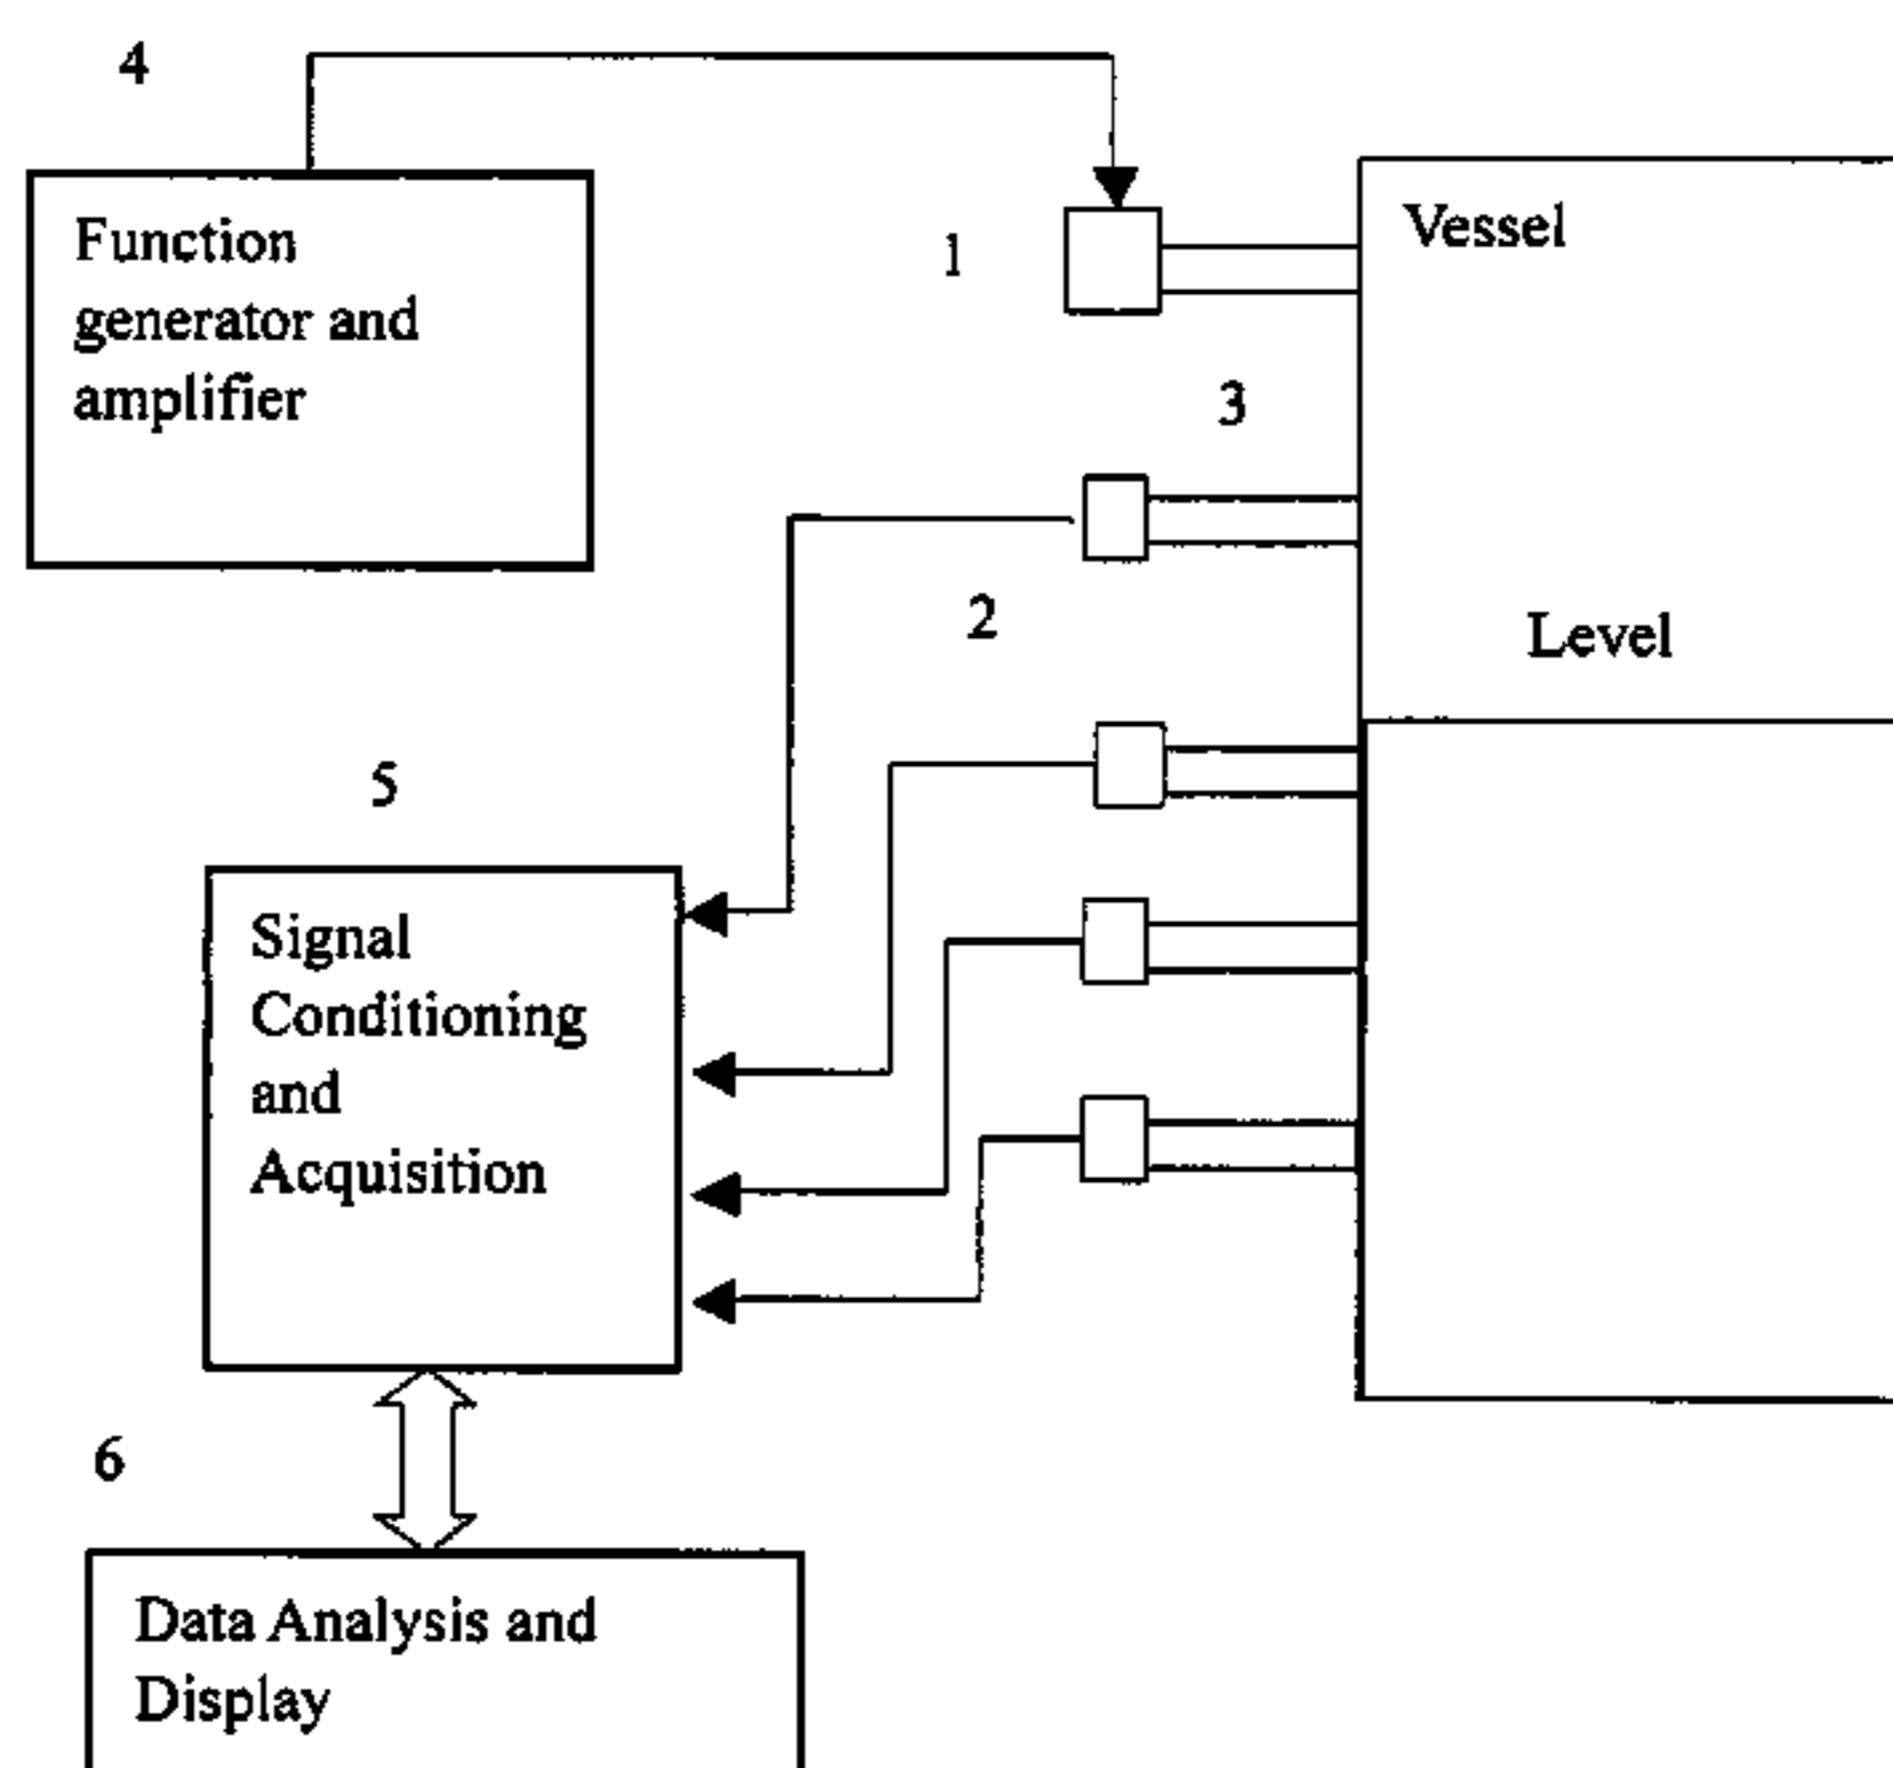 4
Function
generator and
amplifier
1
Vessel
3
2
Level
5
Signal
Conditioning
and
Acquisition
6
Data Analysis and
Display